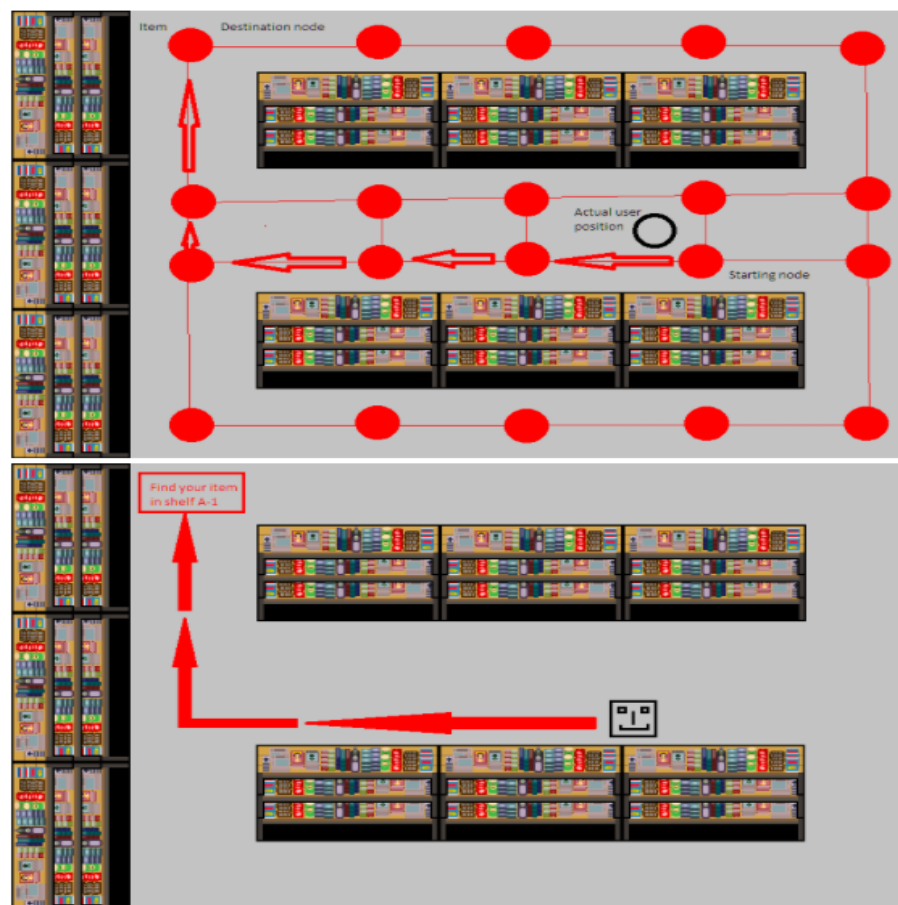 Item
Destination node
Actual user
position
Starting node
Find your item
in shelf A-1